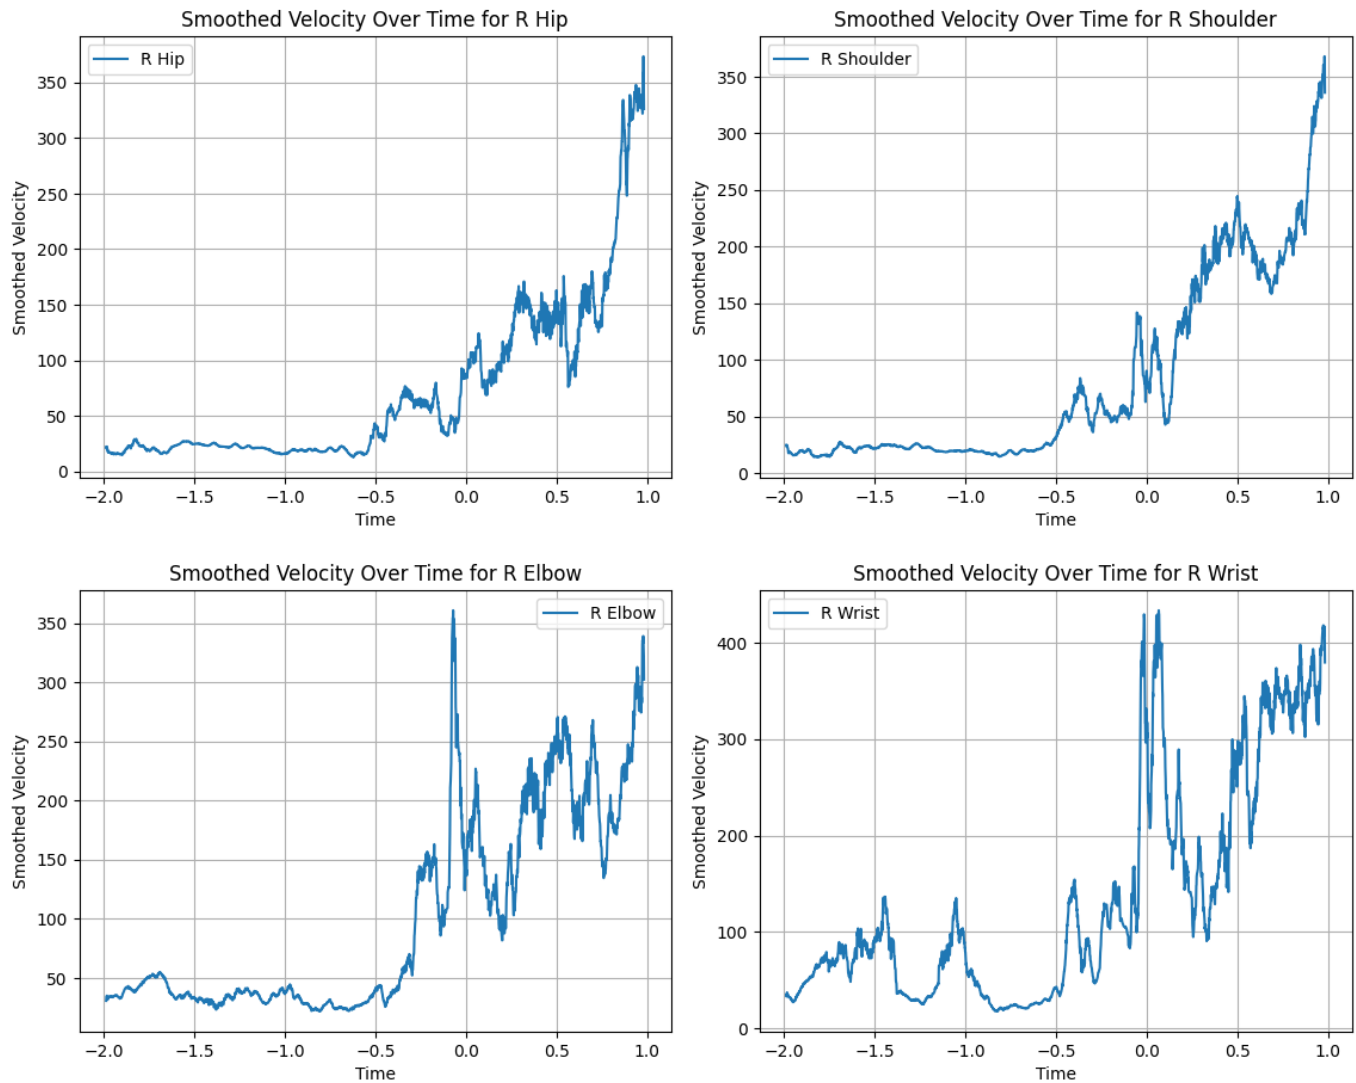 Smoothed Velocity Over Time for R Hip
R Hip
Smoothed Velocity
350
300
250
200
150
100
50
0
−2.0 −1.5 −1.0 −0.5 0.0 0.5 1.0
Time
Smoothed Velocity Over Time for R Shoulder
R Shoulder
Smoothed Velocity
350
300
250
200
150
100
50
0
−2.0 −1.5 −1.0 −0.5 0.0 0.5 1.0
Time
Smoothed Velocity Over Time for R Elbow
R Elbow
Smoothed Velocity
350
300
250
200
150
100
50
−2.0 −1.5 −1.0 −0.5 0.0 0.5 1.0
Time
Smoothed Velocity Over Time for R Wrist
R Wrist
Smoothed Velocity
400
300
200
100
0
−2.0 −1.5 −1.0 −0.5 0.0 0.5 1.0
Time